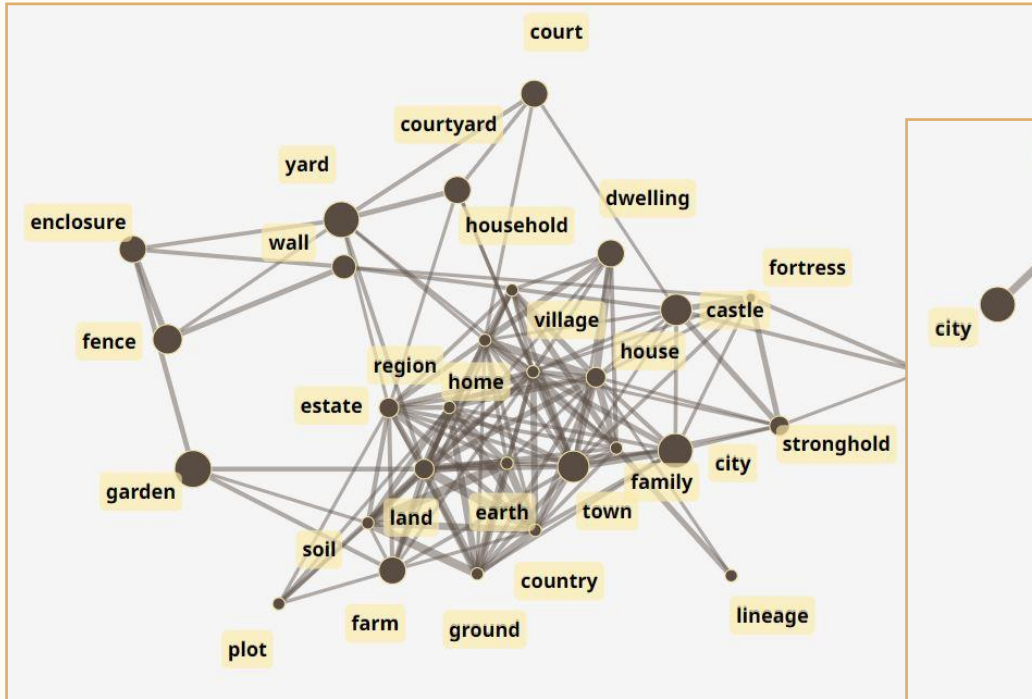 court
courtyard
yard
dwelling
enclosure
household
wall
fortress
castle
village
city
fence
house
region
home
estate
stronghold
city
family
garden
land
earth
town
soil
country
lineage
farm
ground
plot